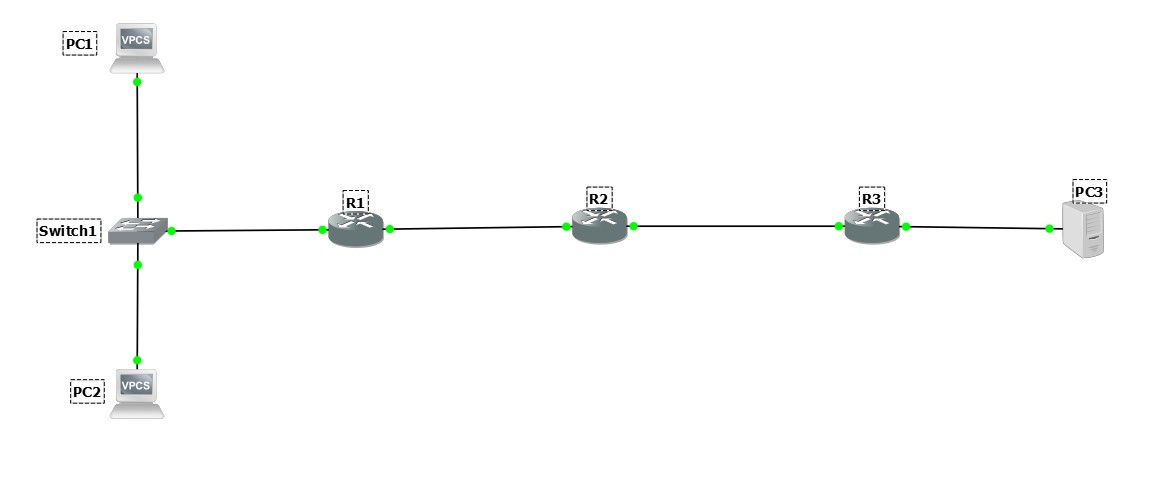 PC1
VPCS
R1
R2
R3
PC3
Switch1
PC2
VPCS